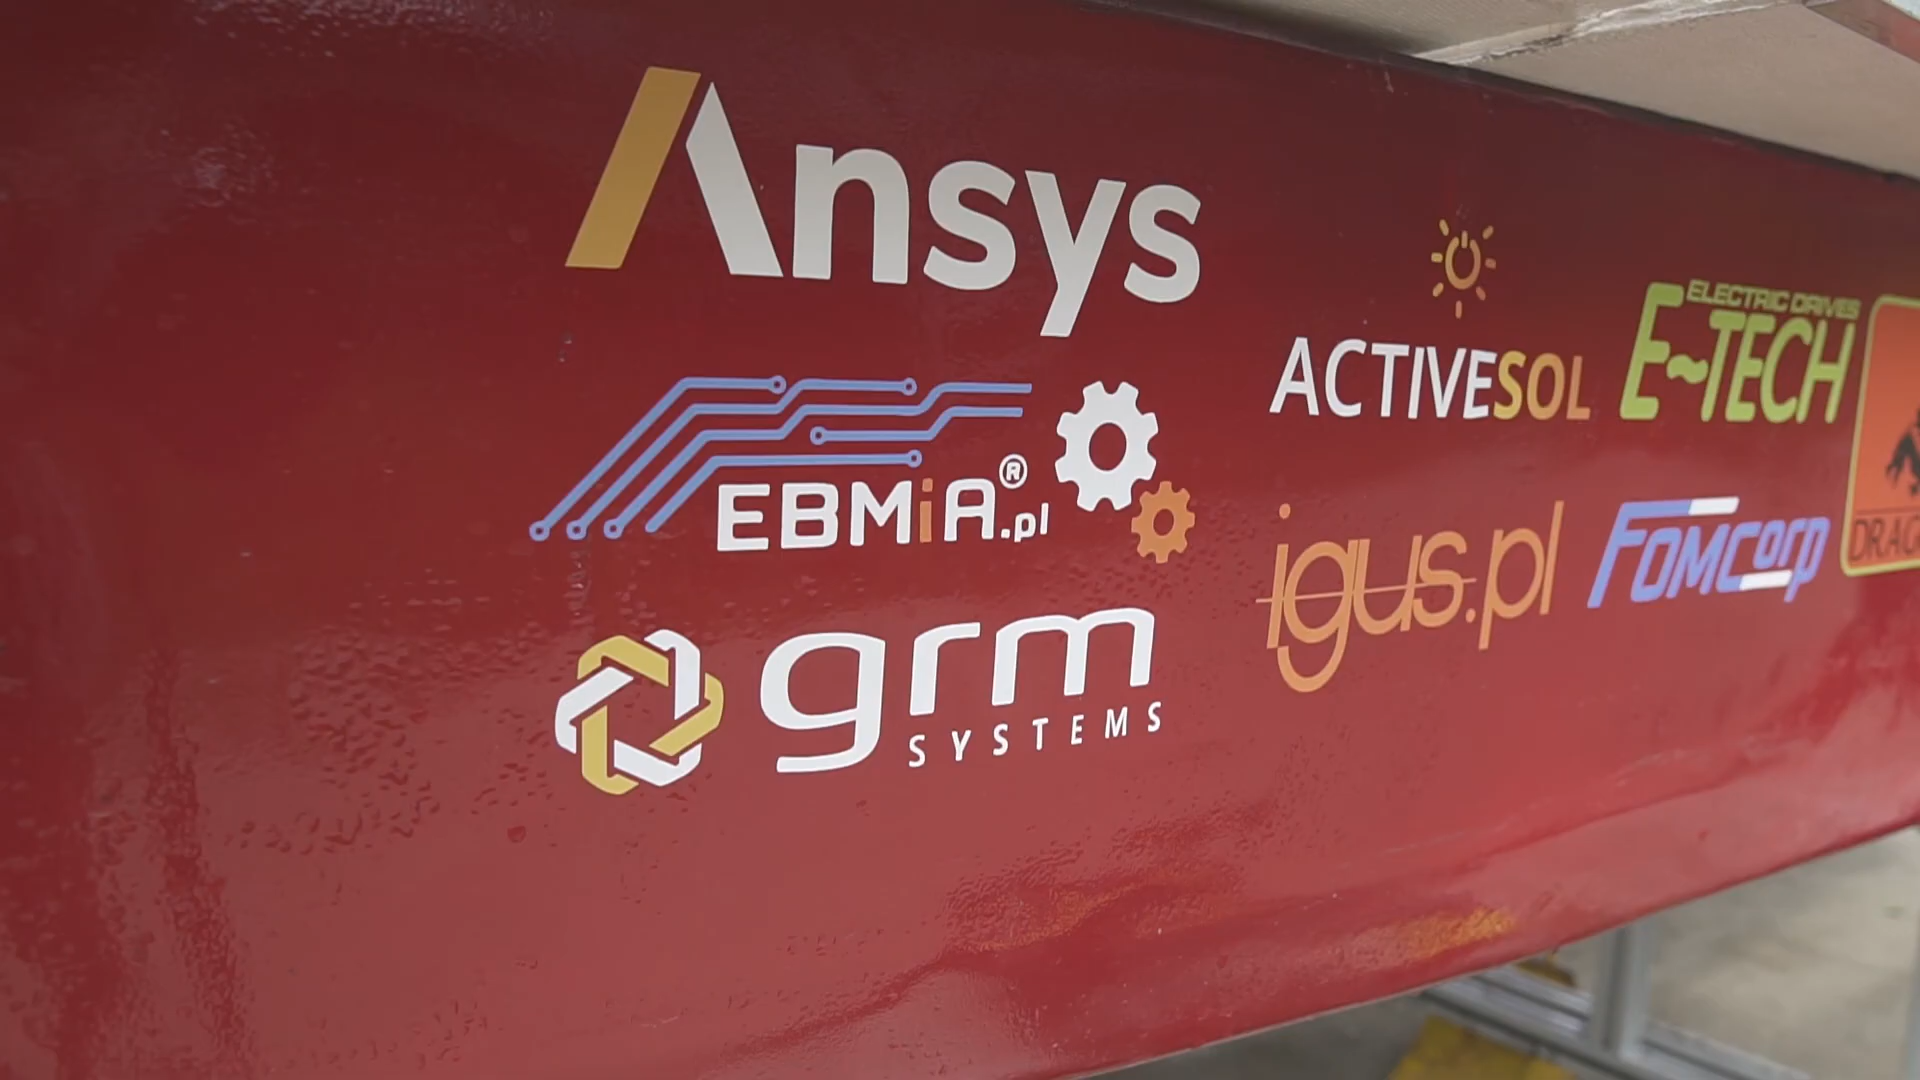 Ansys
EBMiA.pl®
grm
SYSTEMS
ACTIVESOL
ELECTRIC DRIVES
E~TECH
igus.pl
FOMCorp